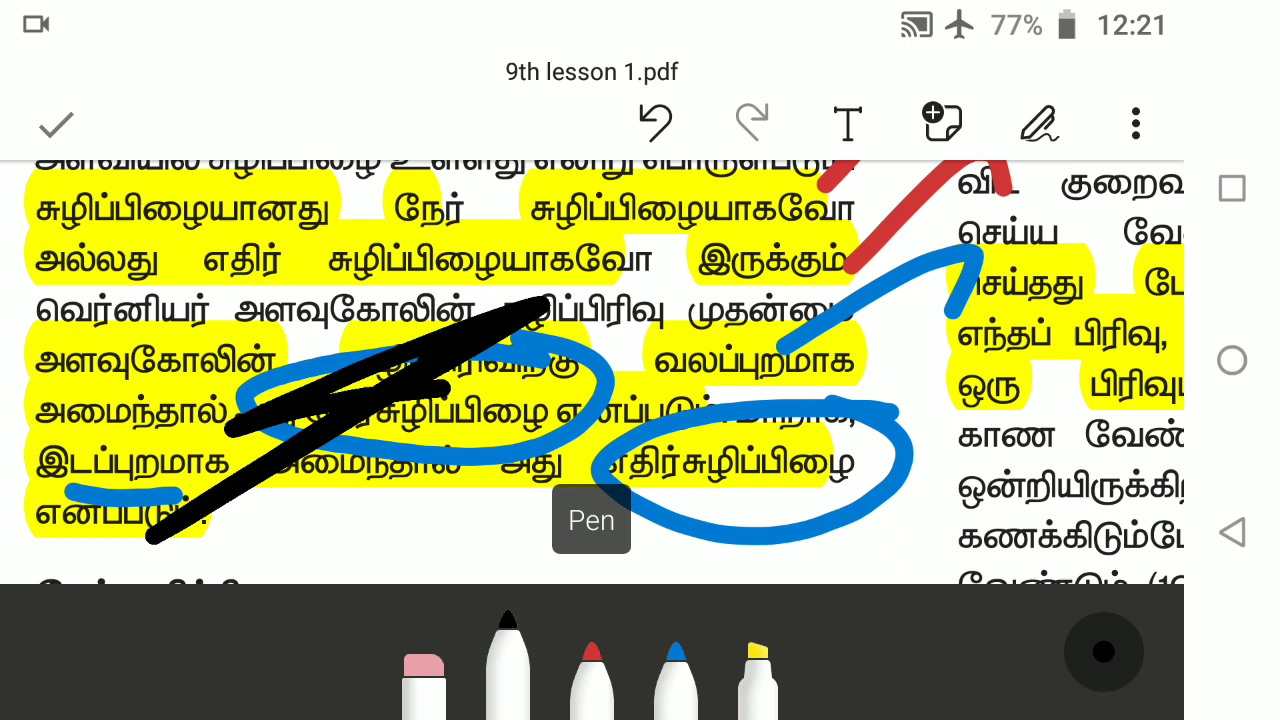 77% 12:21
9th lesson 1.pdf
சுழிப்பிழையானது நேர் சுழிப்பிழையாகவோ
அல்லது எதிர் சுழிப்பிழையாகவோ இருக்கும்.
வெர்னியர் அளவுகோலின் சுழிப்பிரிவு முதன்மை
அளவுகோலின் வலப்புறமாக
அமைந்தால் எனப்படும் மாறாக,
இடப்புறமாக அமைந்தால் அது எதிர்சுழிப்பிழை
எனப்படும்.
விட குறைவ
செய்ய வே
செய்தது பே
எந்தப் பிரிவு,
ஒரு பிரிவு
காண வேண்
ஒன்றியிருக்கி
கணக்கிடும்பே
Pen